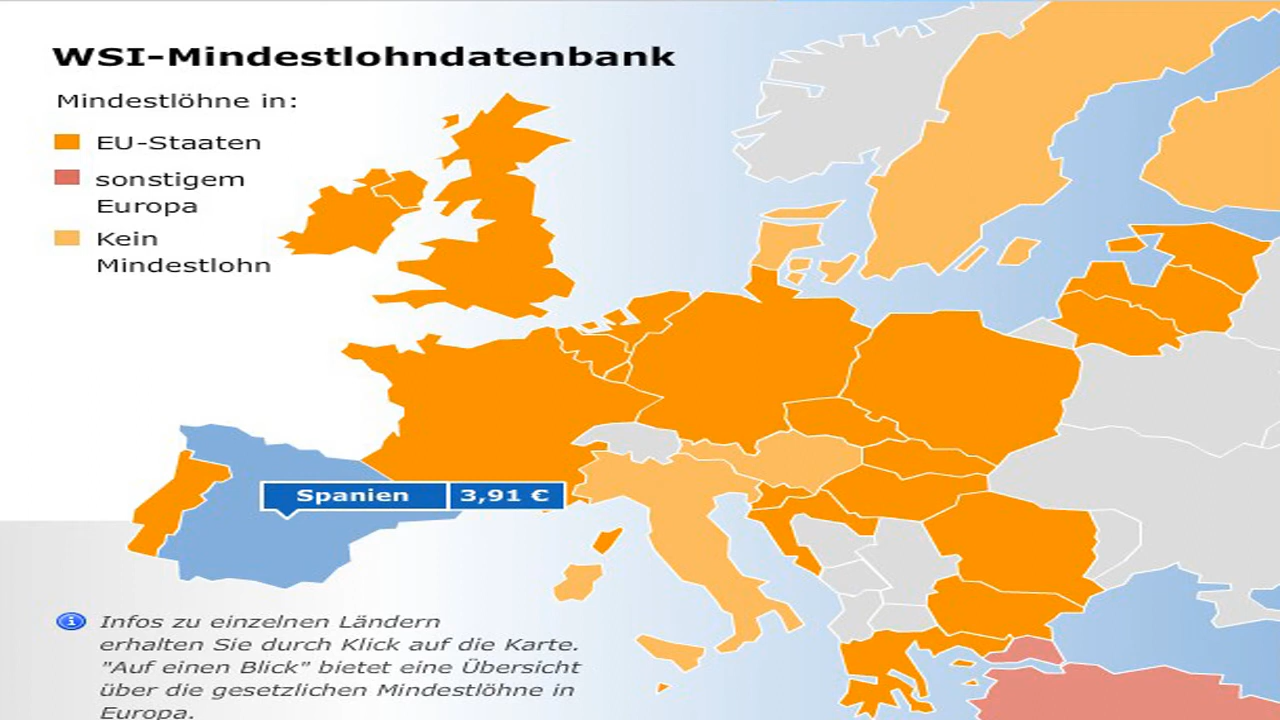 WSI-Mindestlohndatenbank
Mindestlöhne in:
EU-Staaten
sonstigem
Europa
Kein
Mindestlohn
Spanien 3,91 €
i Infos zu einzelnen Ländern
erhalten Sie durch Klick auf die Karte.
"Auf einen Blick" bietet eine Übersicht
über die gesetzlichen Mindestlöhne in
Europa.